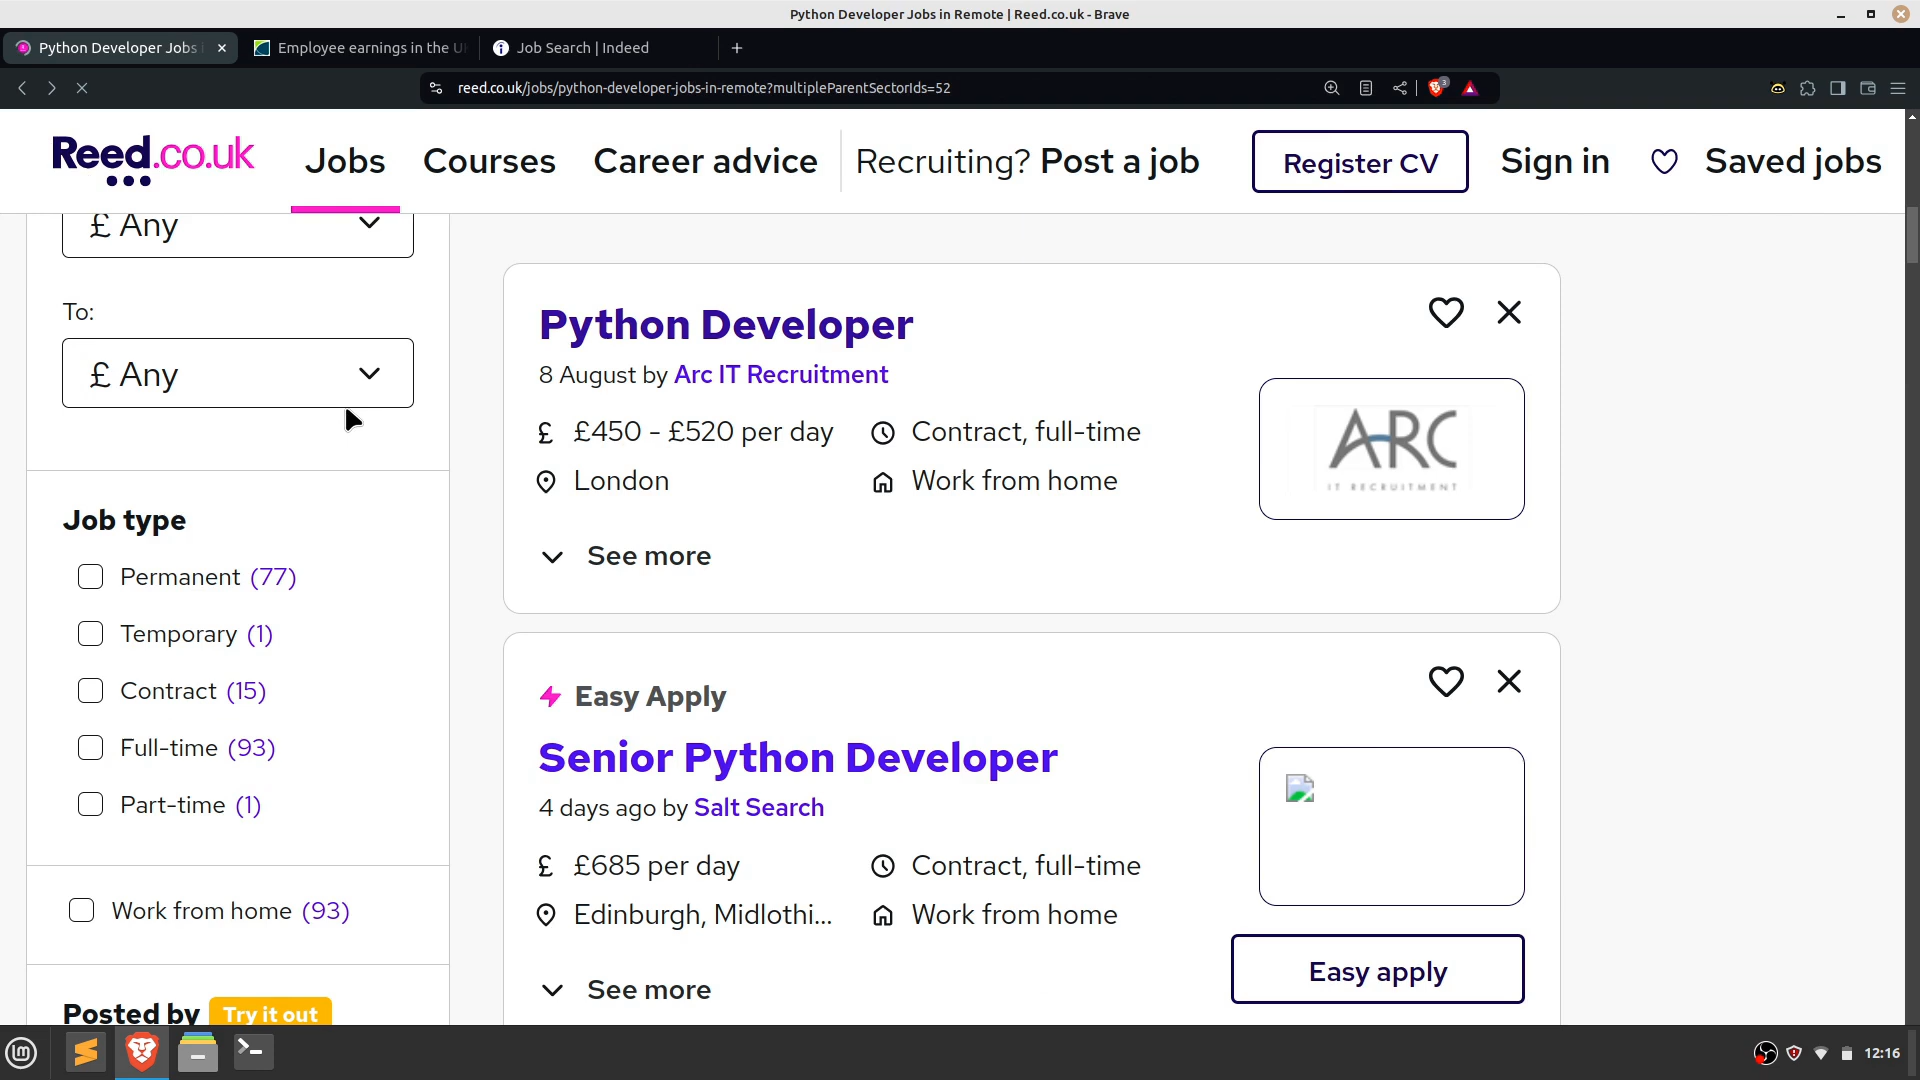 Python Developer Jobs in Remote | Reed.co.uk - Brave
Python Developer Jobs i
Employee earnings in the U
Job Search | Indeed
reed.co.uk/jobs/python-developer-jobs-in-remote?multipleParentSectorIds=52
3
Reed.co.uk
Jobs
Courses
Career advice
Recruiting? Post a job
Register CV
Sign in
Saved jobs
£ Any
To:
£ Any
Job type
Permanent (77)
Temporary (1)
Contract (15)
Full-time (93)
Part-time (1)
Work from home (93)
Posted by
Try it out
Python Developer
8 August by Arc IT Recruitment
£450 - £520 per day
Contract, full-time
London
Work from home
See more
ARC
IT RECRUITMENT
Easy Apply
Senior Python Developer
4 days ago by Salt Search
£685 per day
Contract, full-time
Edinburgh, Midlothi...
Work from home
See more
Easy apply
12:16